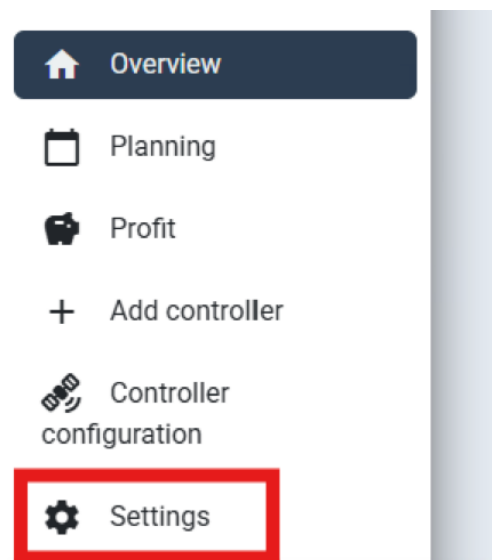 Overview
Planning
Profit
Add controller
Controller
configuration
Settings